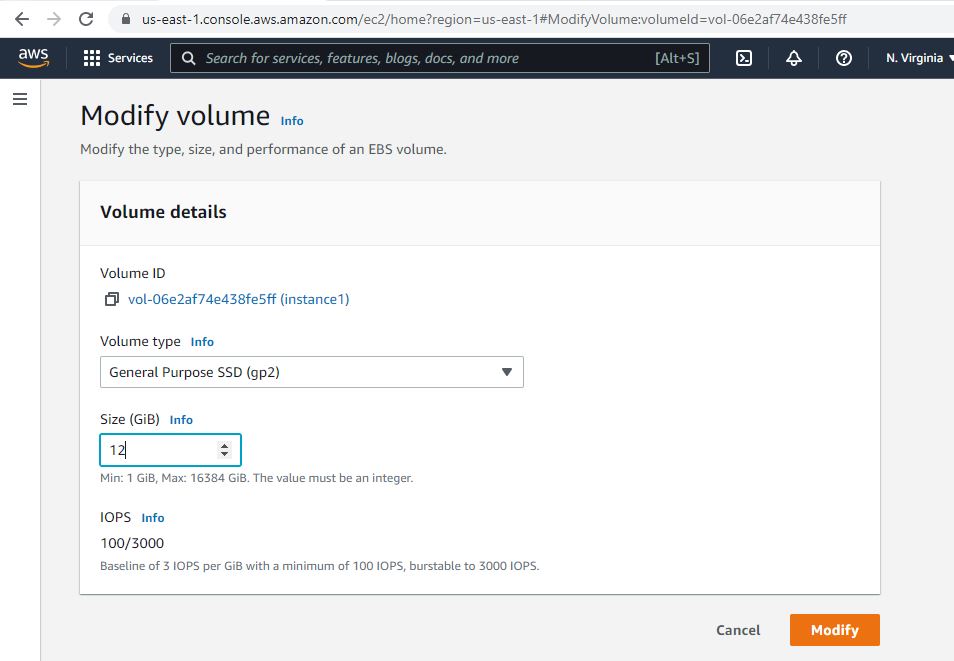 us-east-1.console.aws.amazon.com/ec2/home?region=us-east-1#ModifyVolume:volumeId=vol-06e2af74e438fe5ff
aws Services Search for services, features, blogs, docs, and more [Alt+S] N. Virginia
Modify volume Info
Modify the type, size, and performance of an EBS volume.
Volume details
Volume ID
vol-06e2af74e438fe5ff (instance1)
Volume type Info
General Purpose SSD (gp2)
Size (GiB) Info
12
Min: 1 GiB, Max: 16384 GiB. The value must be an integer.
IOPS Info
100/3000
Baseline of 3 IOPS per GiB with a minimum of 100 IOPS, burstable to 3000 IOPS.
Cancel Modify